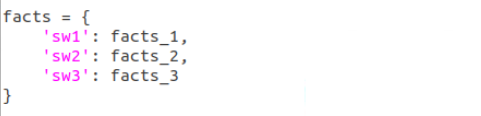 facts = {
    'sw1': facts_1,
    'sw2': facts_2,
    'sw3': facts_3
}